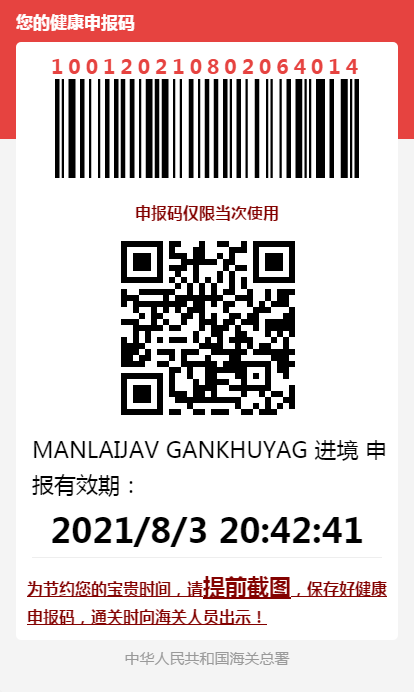 您的健康申报码
100120210802064014
申报码仅限当次使用
MANLAIJAV GANKHUYAG 进境 申
报有效期：
2021/8/3 20:42:41
为节约您的宝贵时间，请提前截图，保存好健康
申报码，通关时向海关人员出示！
中华人民共和国海关总署